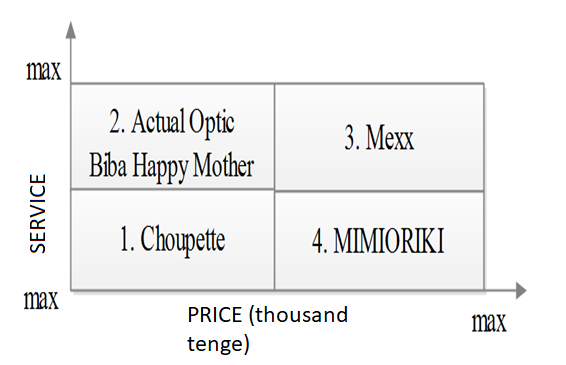 max
2. Actual Optic
Biba Happy Mother
3. Mexx
SERVICE
1. Choupette
4. MIMIORIKI
max
PRICE (thousand
tenge)
max